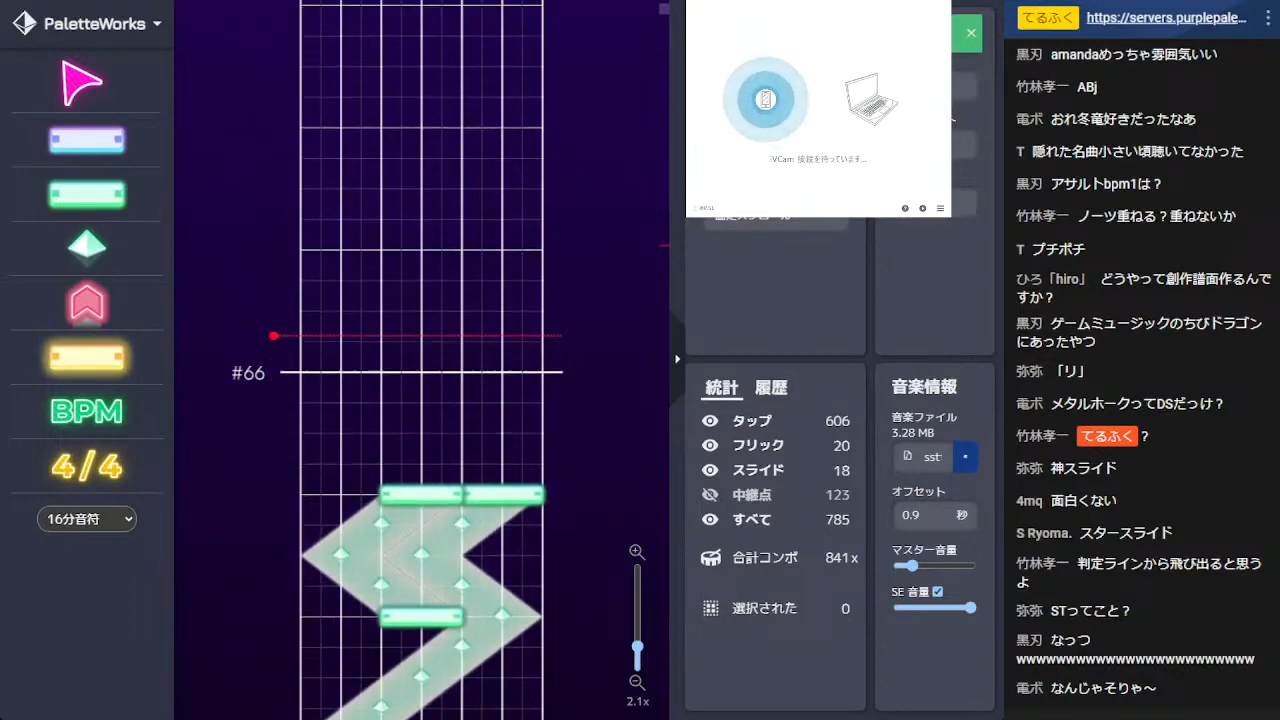 PaletteWorks
BPM
4/4
16分音符
#66
2.1x
iVCam 接続を待っています...
統計 履歴
タップ 606
フリック 20
スライド 18
中継点 123
すべて 785
合計コンボ 841x
選択された 0
音楽情報
音楽ファイル
3.28 MB
sst
オフセット
0.9 秒
マスター音量
SE 音量
てるふく https://servers.purplepale...
黒刃 amandaめっちゃ雰囲気いい
竹林孝一 ABj
電ボ おれ冬竜好きだったなあ
T 隠れた名曲小さい頃聴いてなかった
黒刃 アサルトbpm1は？
竹林孝一 ノーツ重ねる？重ねないか
T プチポチ
ひろ「hiro」 どうやって創作譜面作るんで
すか？
黒刃 ゲームミュージックのちびドラゴン
にあったやつ
弥弥 「リ」
電ボ メタルホークってDSだっけ？
竹林孝一 てるふく ？
弥弥 神スライド
4mq 面白くない
S Ryoma. スタースライド
竹林孝一 判定ラインから飛び出ると思う
よ
弥弥 STってこと？
黒刃 なっつ
wwwwwwwwwwwwwwwwwwwwwwww
電ボ なんじゃそりゃ〜